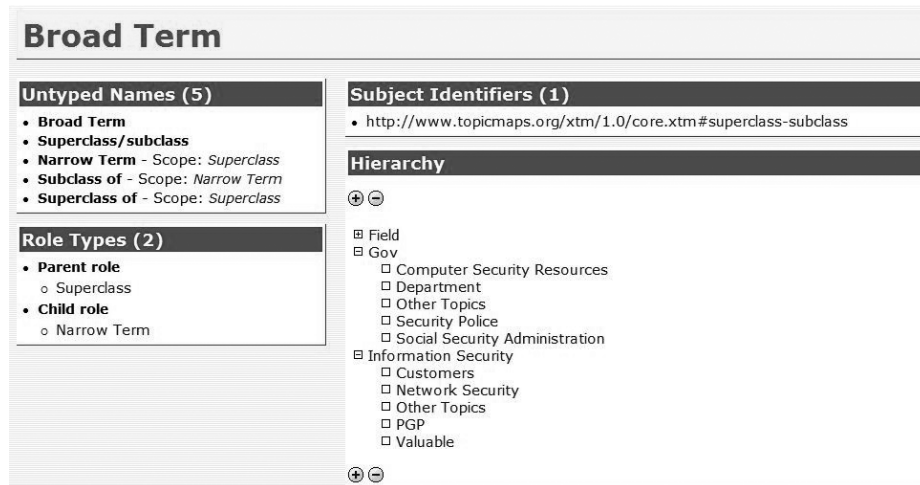 Broad Term
Untyped Names (5)
• Broad Term
• Superclass/subclass
• Narrow Term - Scope: Superclass
• Subclass of - Scope: Narrow Term
• Superclass of - Scope: Superclass
Role Types (2)
• Parent role
o Superclass
• Child role
o Narrow Term
Subject Identifiers (1)
• http://www.topicmaps.org/xtm/1.0/core.xtm#superclass-subclass
Hierarchy
Field
Gov
Computer Security Resources
Department
Other Topics
Security Police
Social Security Administration
Information Security
Customers
Network Security
Other Topics
PGP
Valuable